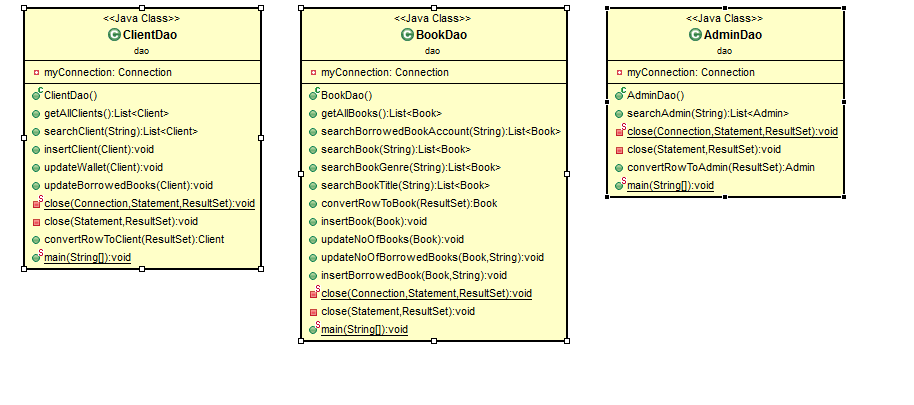 <<Java Class>>
ClientDao
dao
myConnection: Connection
ClientDao()
getAllClients():List<Client>
searchClient(String):List<Client>
insertClient(Client):void
updateWallet(Client):void
updateBorrowedBooks(Client):void
close(Connection,Statement,ResultSet):void
close(Statement,ResultSet):void
convertRowToClient(ResultSet):Client
main(String[]):void
<<Java Class>>
BookDao
dao
myConnection: Connection
BookDao()
getAllBooks():List<Book>
searchBorrowedBookAccount(String):List<Book>
searchBook(String):List<Book>
searchBookGenre(String):List<Book>
searchBookTitle(String):List<Book>
convertRowToBook(ResultSet):Book
insertBook(Book):void
updateNoOfBooks(Book):void
updateNoOfBorrowedBooks(Book,String):void
insertBorrowedBook(Book,String):void
close(Connection,Statement,ResultSet):void
close(Statement,ResultSet):void
main(String[]):void
<<Java Class>>
AdminDao
dao
myConnection: Connection
AdminDao()
searchAdmin(String):List<Admin>
close(Connection,Statement,ResultSet):void
close(Statement,ResultSet):void
convertRowToAdmin(ResultSet):Admin
main(String[]):void